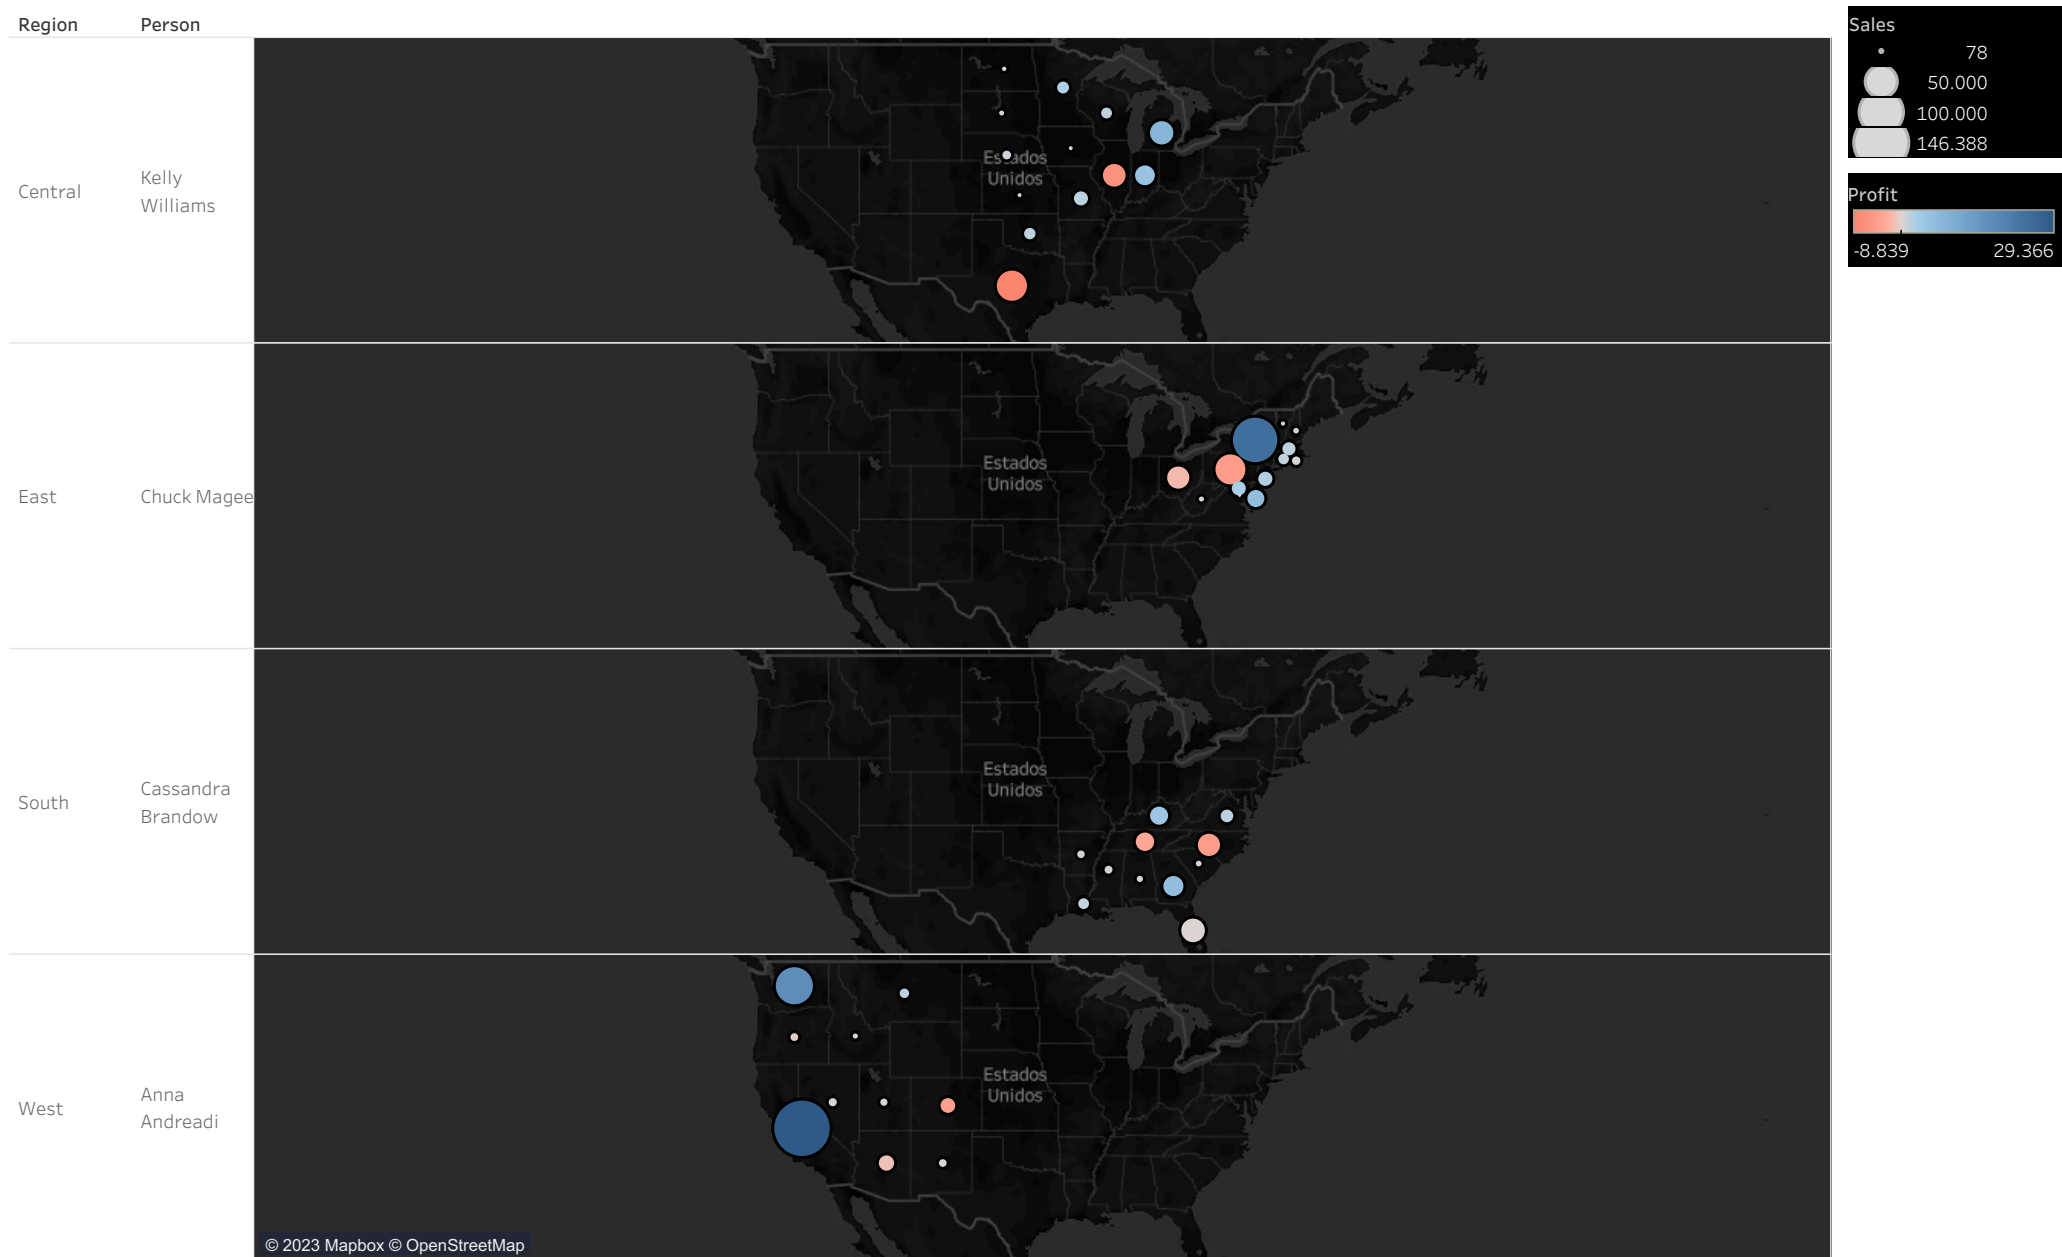 Region Person
Central
Kelly
Williams
Estados
Unidos
East
Chuck Magee
Estados
Unidos
South
Cassandra
Brandow
Estados
Unidos
West
Anna
Andreadi
Estados
Unidos
© 2023 Mapbox © OpenStreetMap
Sales
78
50.000
100.000
146.388
Profit
-8.839 29.366